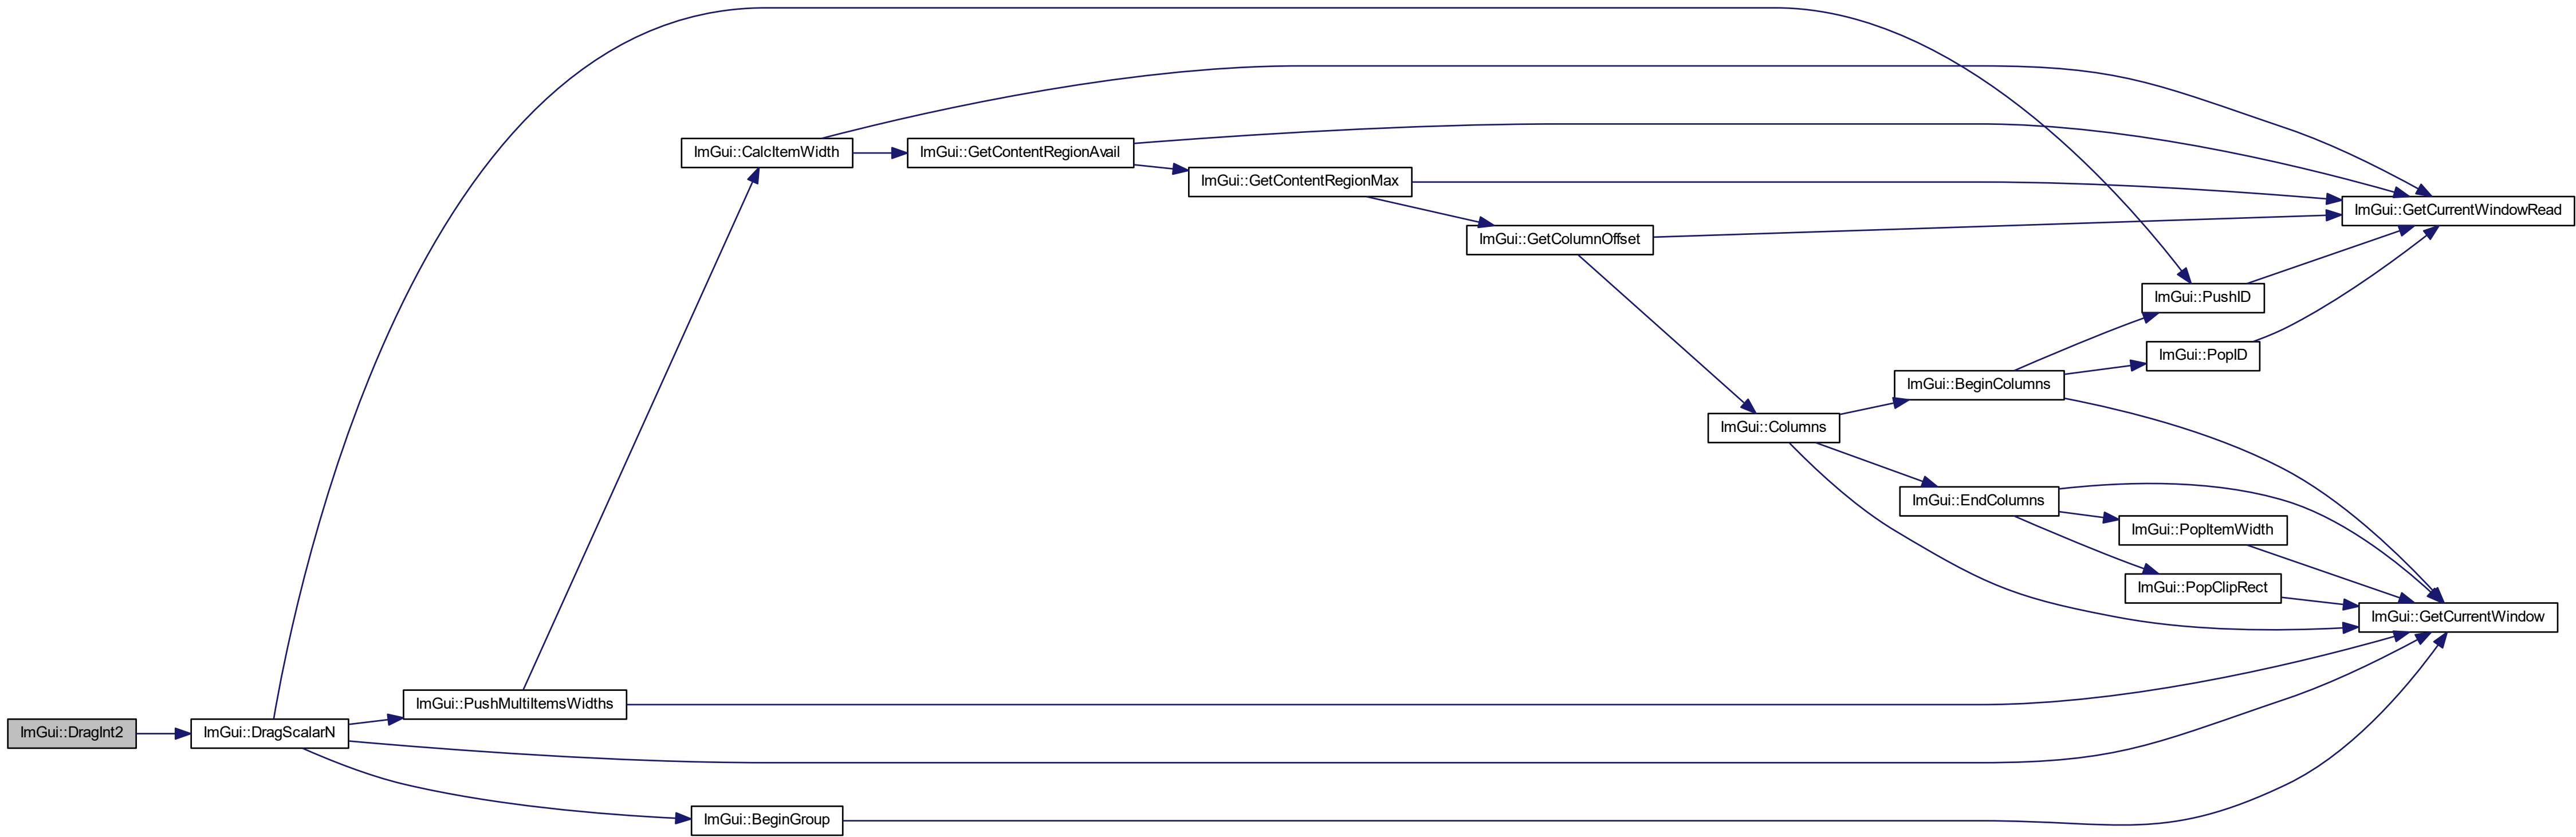 ImGui::CalcItemWidth
ImGui::GetContentRegionAvail
ImGui::GetContentRegionMax
ImGui::GetCurrentWindowRead
ImGui::GetColumnOffset
ImGui::PushID
ImGui::PopID
ImGui::BeginColumns
ImGui::Columns
ImGui::EndColumns
ImGui::PopItemWidth
ImGui::PopClipRect
ImGui::GetCurrentWindow
ImGui::PushMultiItemsWidths
ImGui::DragInt2
ImGui::DragScalarN
ImGui::BeginGroup